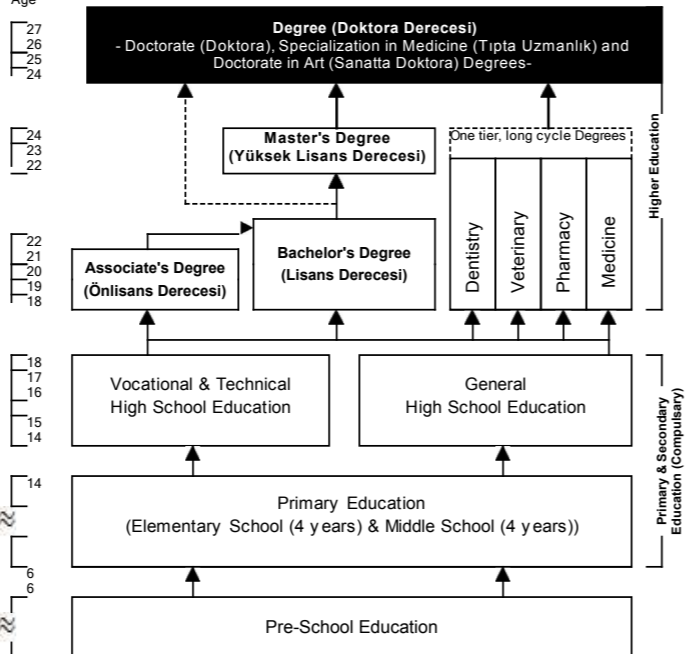 Age
27
26
25
24
Degree (Doktora Derecesi)
- Doctorate (Doktora), Specialization in Medicine (Tıpta Uzmanlık) and
Doctorate in Art (Sanatta Doktora) Degrees-
24
23
22
Master's Degree
(Yüksek Lisans Derecesi)
One tier, long cycle Degrees
Higher Education
22
21
20
19
18
Associate's Degree
(Önlisans Derecesi)
Bachelor's Degree
(Lisans Derecesi)
Dentistry
Veterinary
Pharmacy
Medicine
18
17
16
15
14
Vocational & Technical
High School Education
General
High School Education
Primary & Secondary
Education (Compulsary)
14
Primary Education
(Elementary School (4 years) & Middle School (4 years))
6
6
Pre-School Education